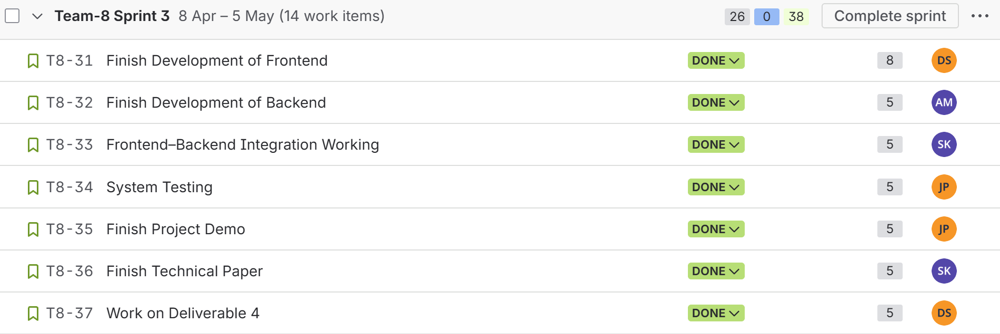 Team-8 Sprint 3 8 Apr – 5 May (14 work items) 26 0 38 Complete sprint
T8-31 Finish Development of Frontend DONE 8 DS
T8-32 Finish Development of Backend DONE 5 AM
T8-33 Frontend–Backend Integration Working DONE 5 SK
T8-34 System Testing DONE 5 JP
T8-35 Finish Project Demo DONE 5 JP
T8-36 Finish Technical Paper DONE 5 SK
T8-37 Work on Deliverable 4 DONE 5 DS